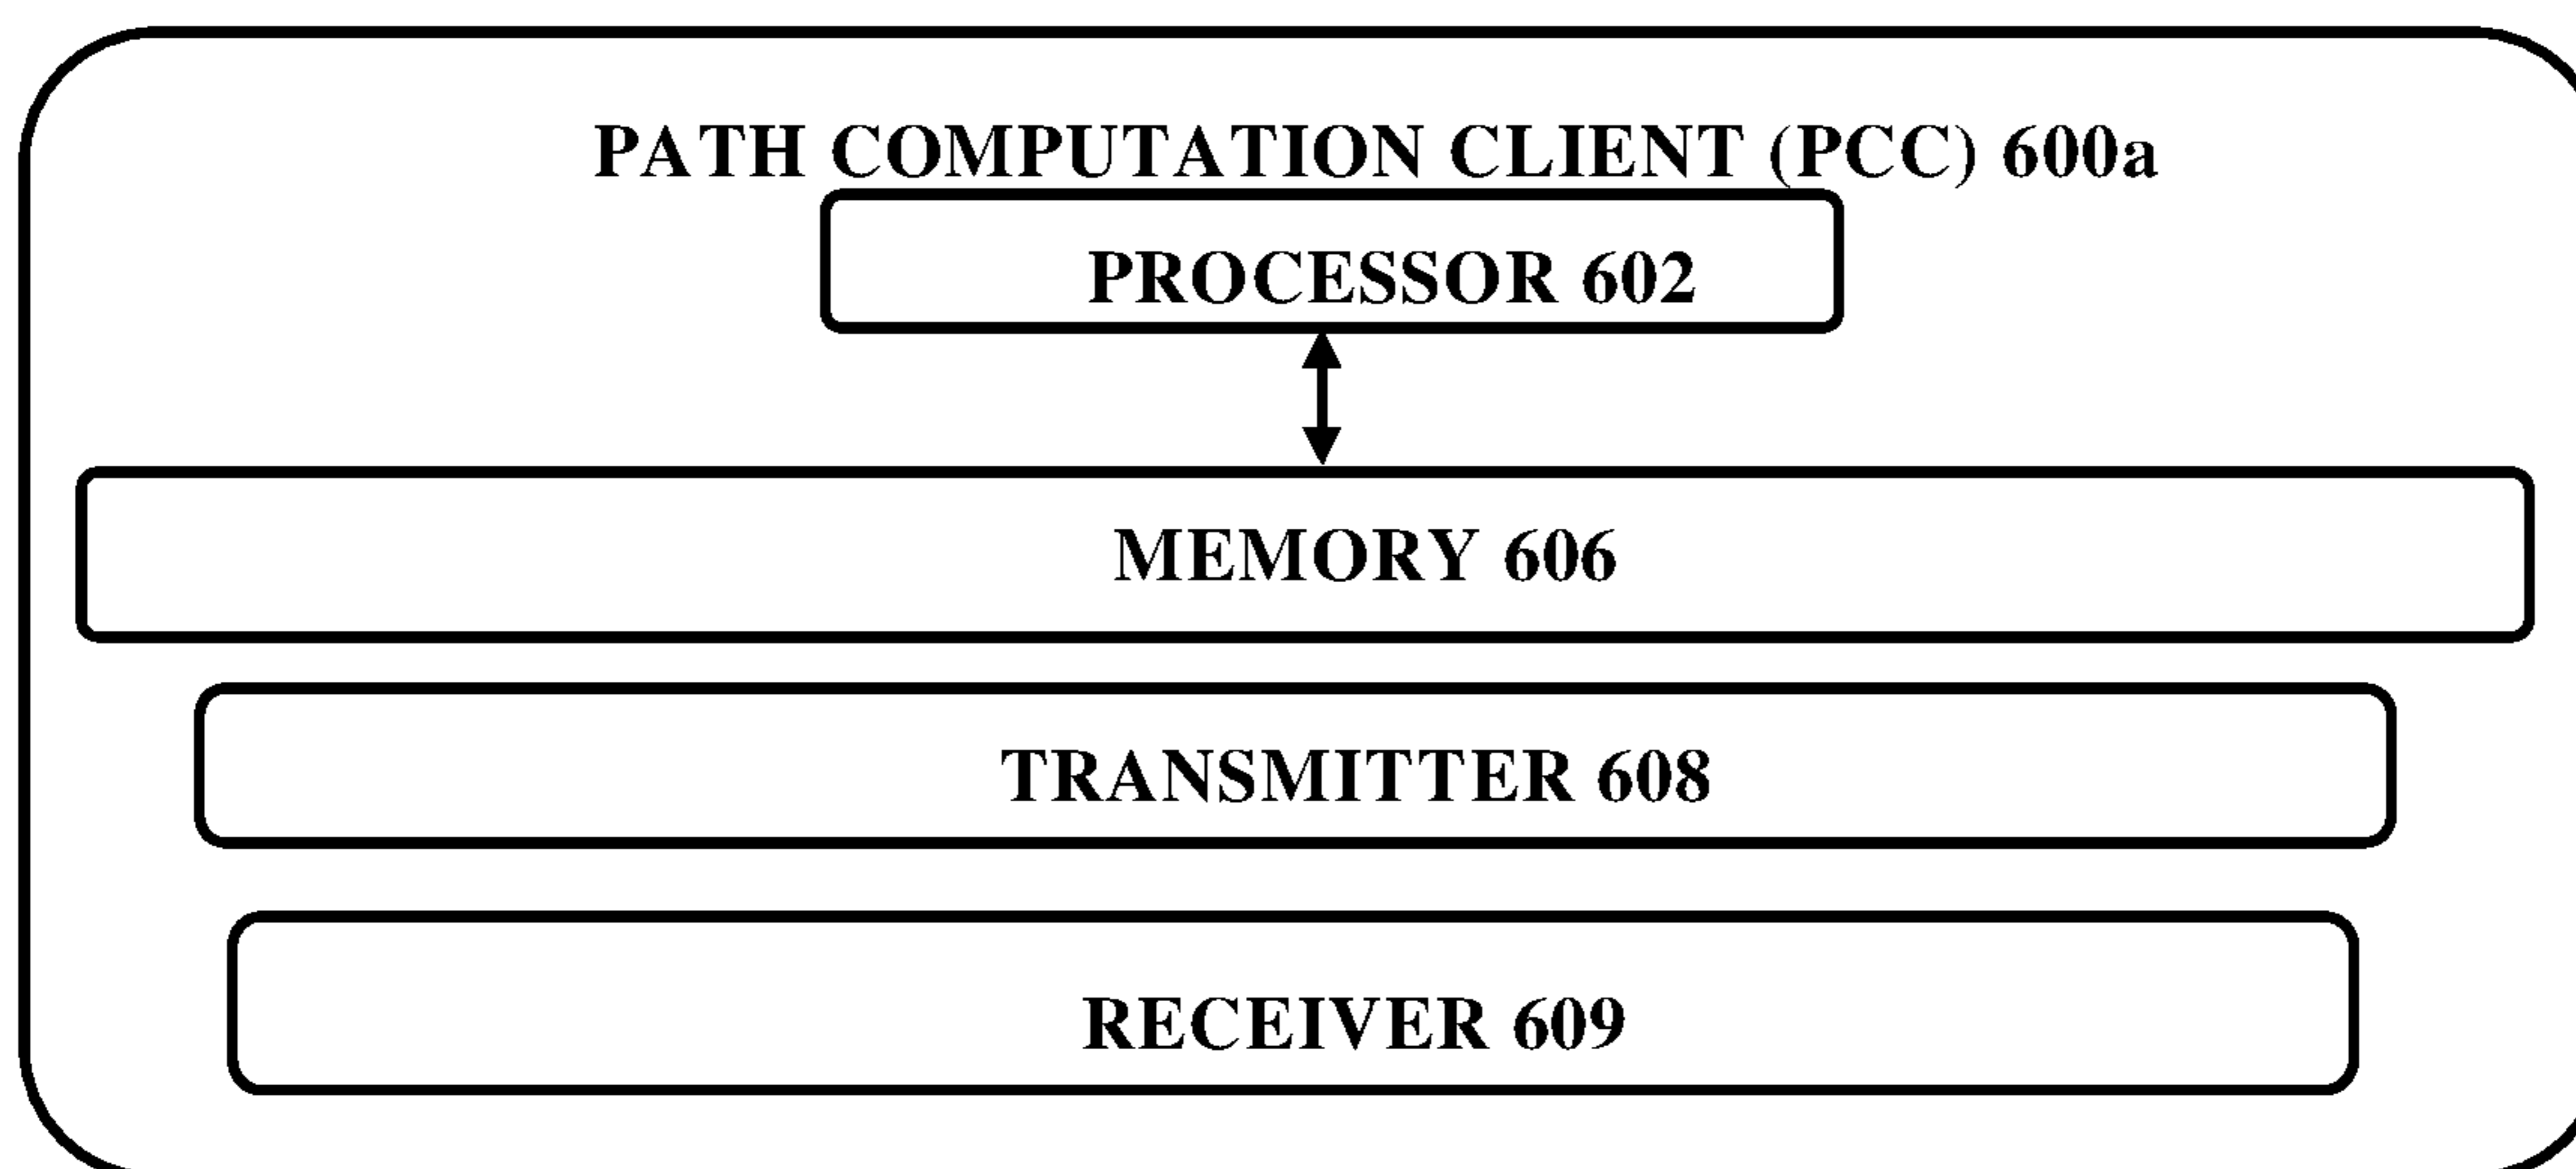 PATH COMPUTATION CLIENT (PCC) 600a
PROCESSOR 602
MEMORY 606
TRANSMITTER 608
RECEIVER 609